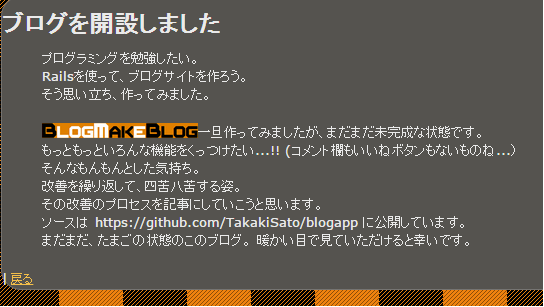 ブログを開設しました
プログラミングを勉強したい。
Railsを使って、ブログサイトを作ろう。
そう思い立ち、作ってみました。
BLOGMAKEBLOG一旦作ってみましたが、まだまだ未完成な状態です。
もっともっといろんな機能をくっつけたい...!! (コメント欄もいいねボタンもないものね...)
そんなもんもんとした気持ち。
改善を繰り返して、四苦八苦する姿。
その改善のプロセスを記事にしていこうと思います。
ソースは https://github.com/TakakiSato/blogapp に公開しています。
まだまだ、たまごの状態のこのブログ。 暖かい目で見ていただけると幸いです。
| 戻る